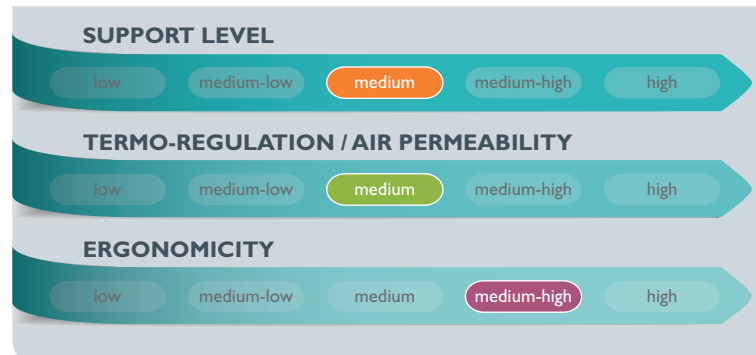 SUPPORT LEVEL
low medium-low medium medium-high high
TERMO-REGULATION / AIR PERMEABILITY
low medium-low medium medium-high high
ERGONOMICITY
low medium-low medium medium-high high